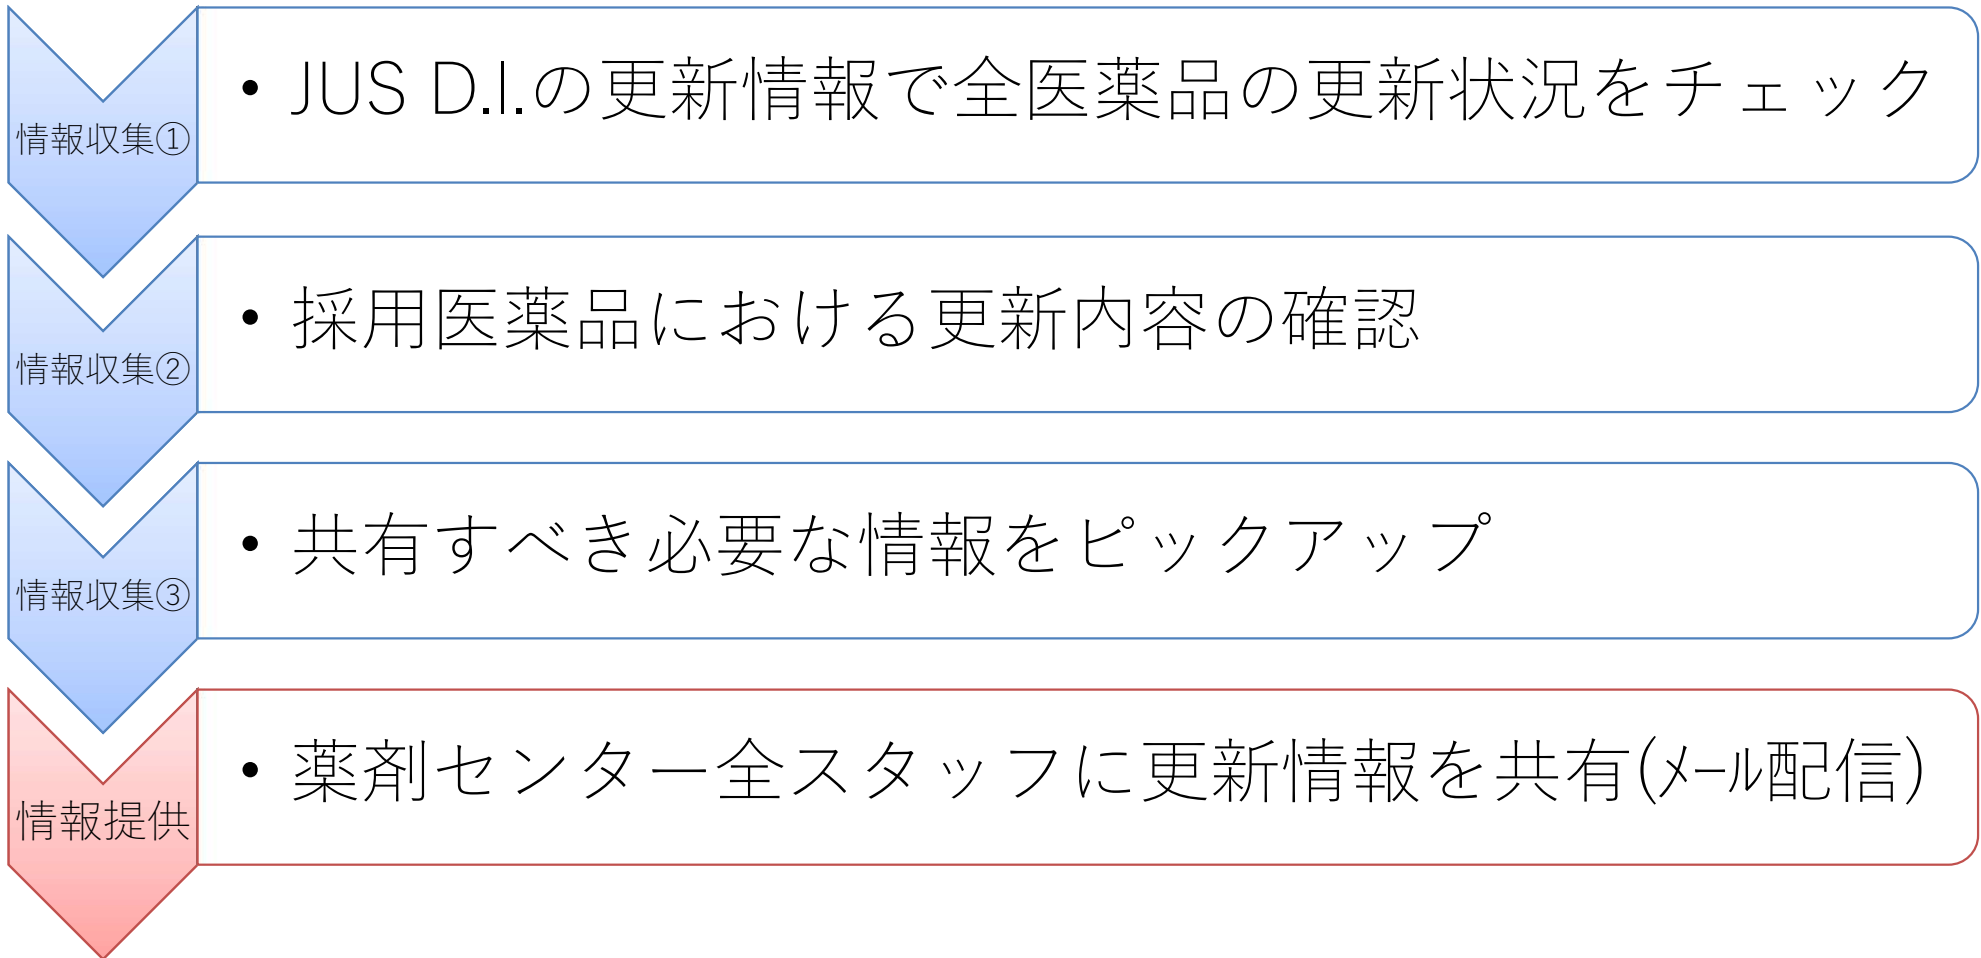 情報収集①
• JUS D.I.の更新情報で全医薬品の更新状況をチェック
情報収集②
• 採用医薬品における更新内容の確認
情報収集③
• 共有すべき必要な情報をピックアップ
情報提供
• 薬剤センター全スタッフに更新情報を共有(ﾒｰﾙ配信)